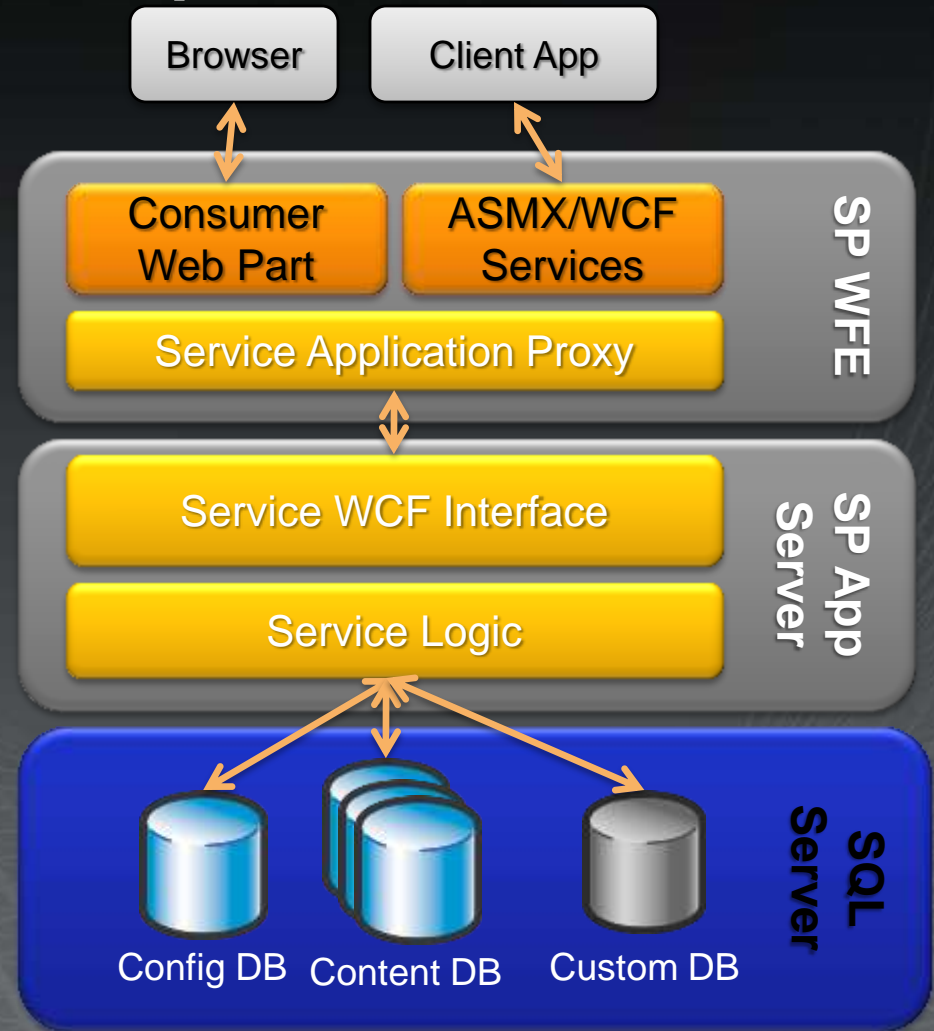 Browser
Client App
Consumer
Web Part
ASMX/WCF
Services
Service Application Proxy
SP WFE
Service WCF Interface
Service Logic
SP App
Server
SQL
Server
Config DB
Content DB
Custom DB